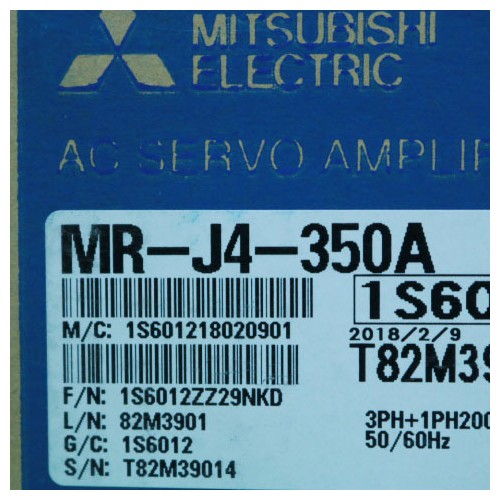 MITSUBISHI
ELECTRIC
AC SERVO AMPLIF
MR-J4-350A
1S60
M/C: 1S601218020901
2018/2/9
T82M39
F/N: 1S6012ZZ29NKD
L/N: 82M3901
3PH+1PH200
G/C: 1S6012
50/60Hz
S/N: T82M39014